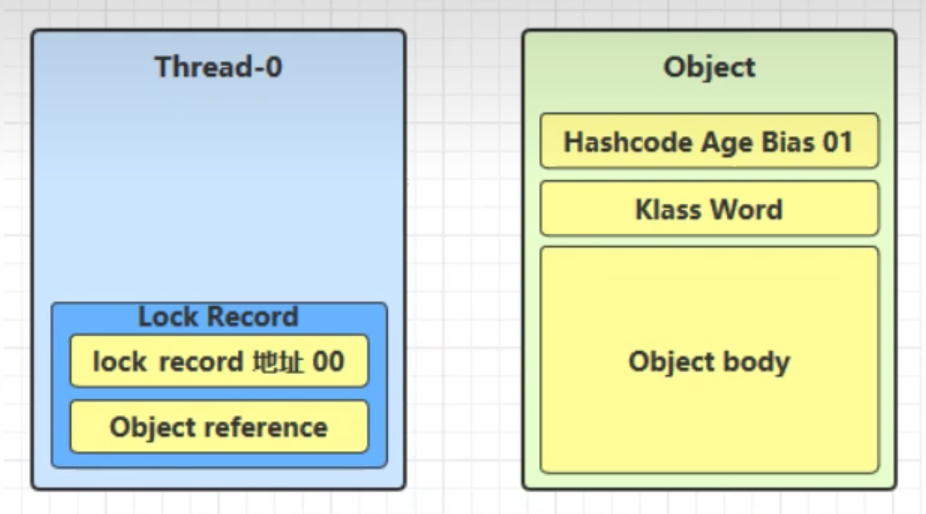 Thread-0
Lock Record
lock record 地址 00
Object reference
Object
Hashcode Age Bias 01
Klass Word
Object body